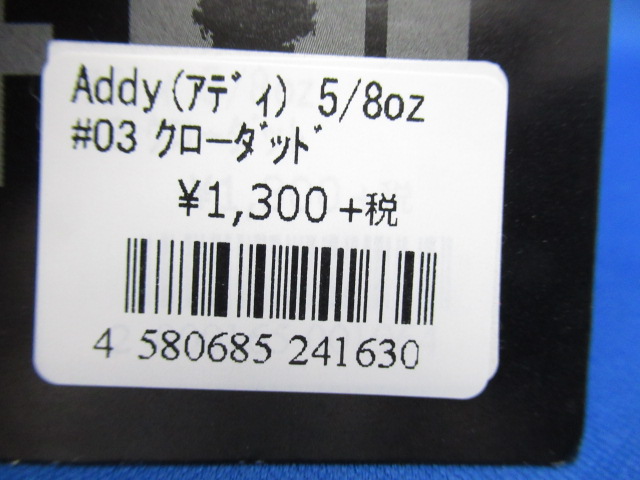 Addy(ｱﾃﾞｨ) 5/8oz
#03 ｸﾛｰﾀﾞｯﾄﾞ
¥1,300 +税
4 580685 241630